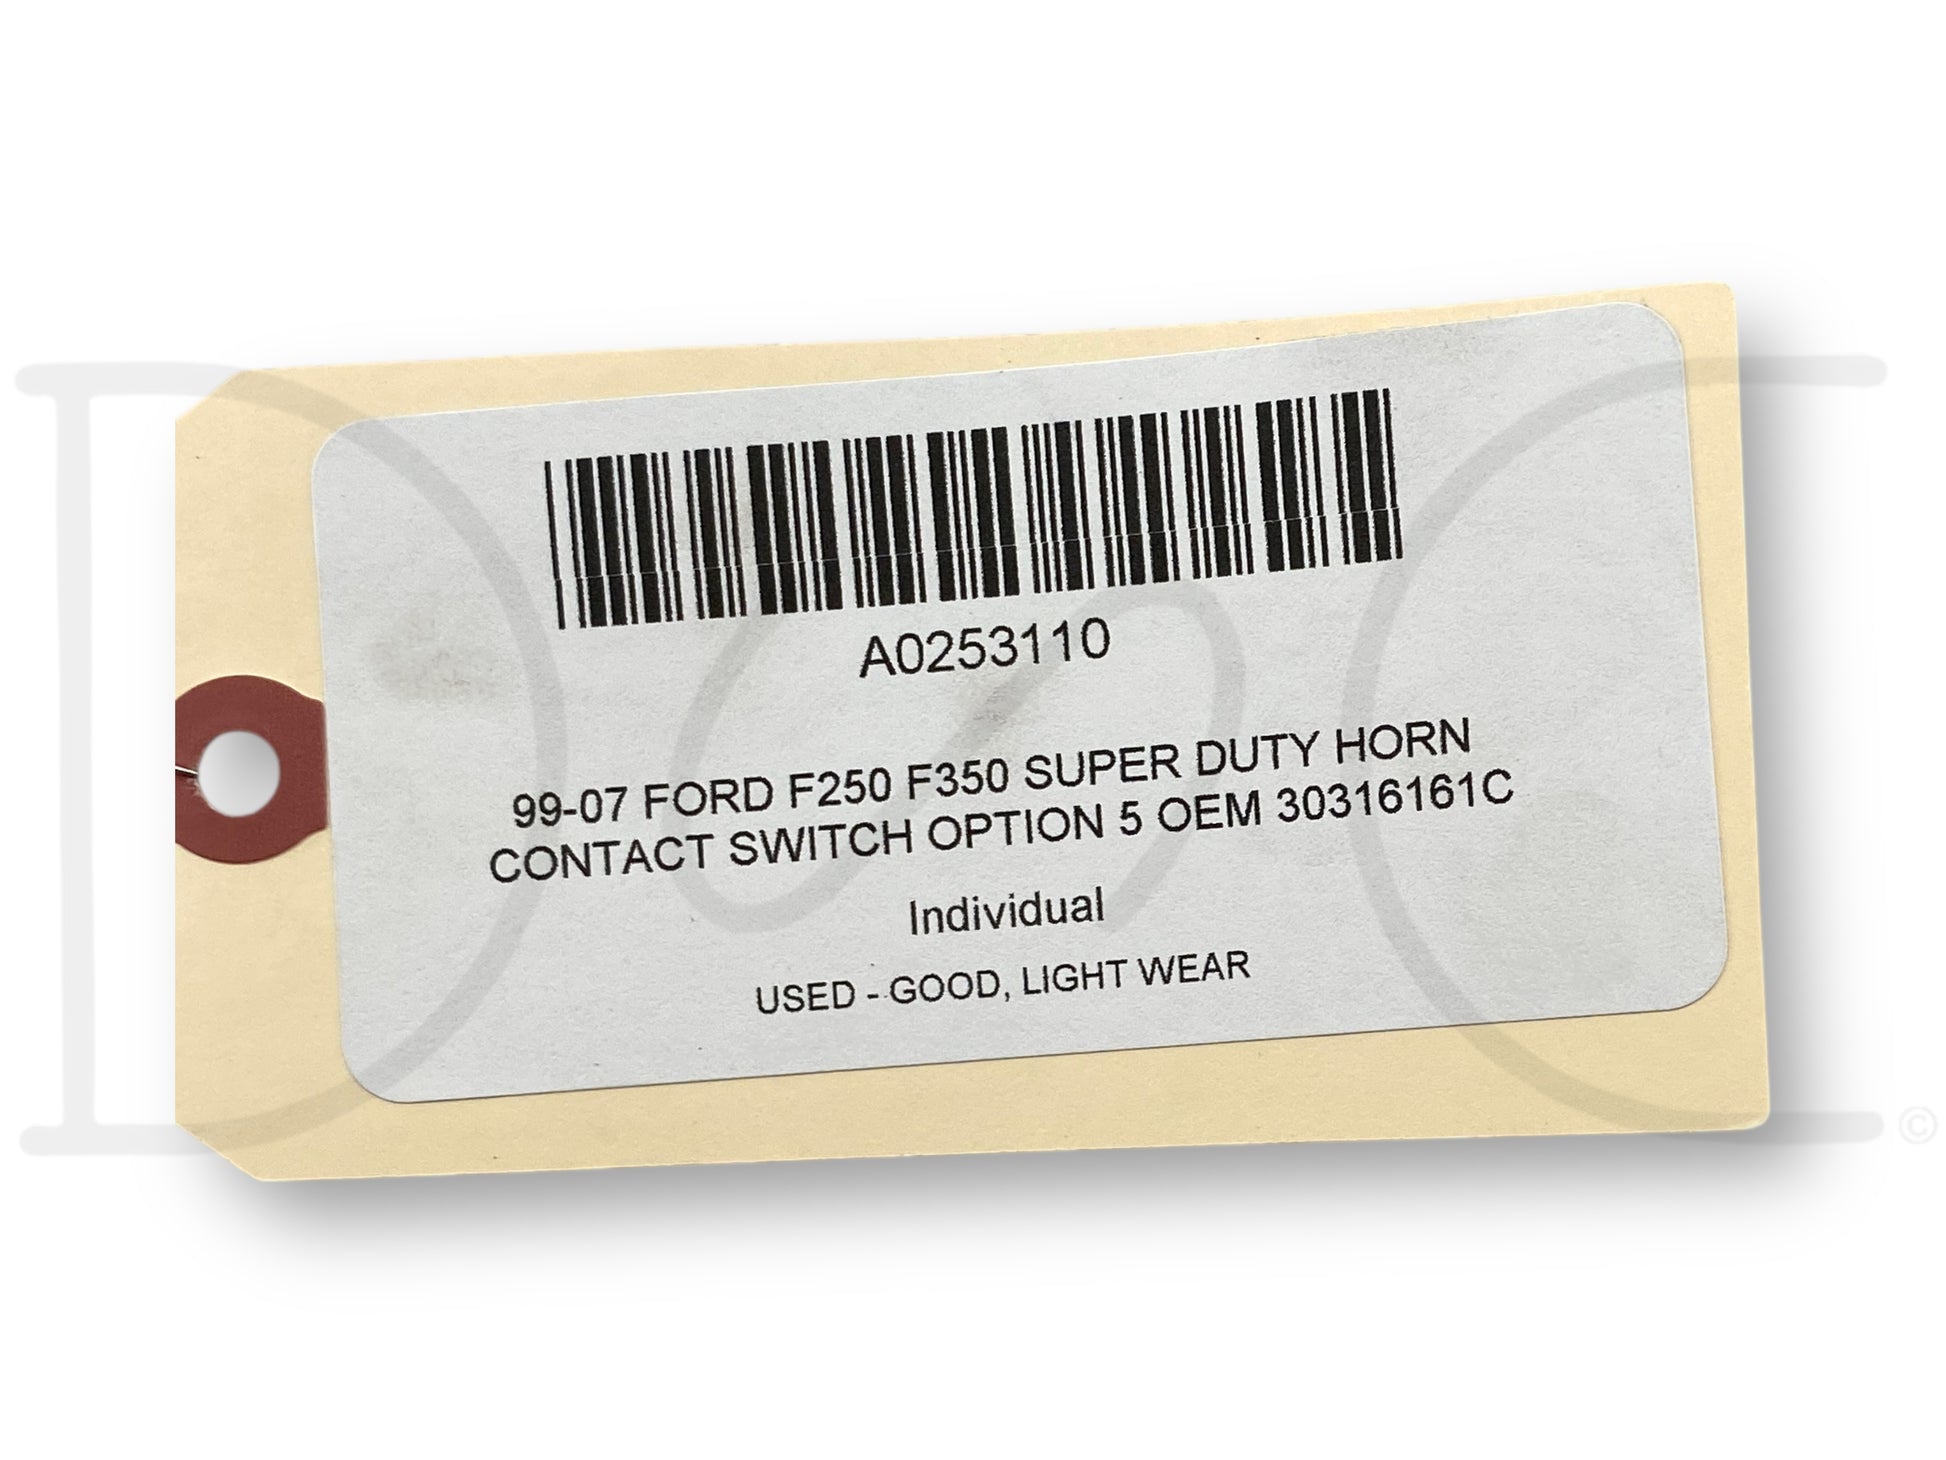 A0253110
99-07 FORD F250 F350 SUPER DUTY HORN
CONTACT SWITCH OPTION 5 OEM 30316161C
Individual
USED - GOOD, LIGHT WEAR
©